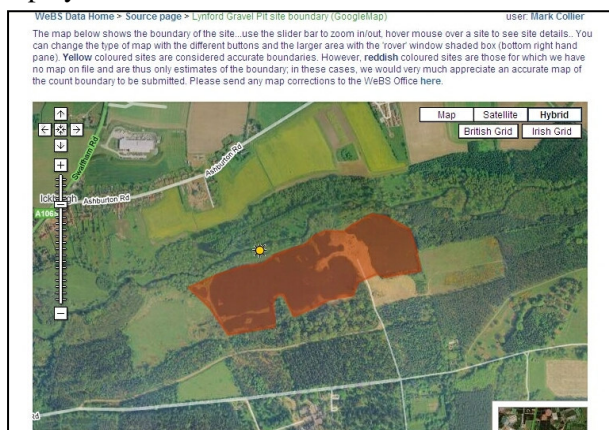 WeBS Data Home > Source page > Lynford Gravel Pit site boundary (GoogleMap) user: Mark Collier
The map below shows the boundary of the site...use the slider bar to zoom in/out, hover mouse over a site to see site details.. You
can change the type of map with the different buttons and the larger area with the 'rover' window shaded box (bottom right hand
pane). Yellow coloured sites are considered accurate boundaries. However, reddish coloured sites are those for which we have
no map on file and are thus only estimates of the boundary; in these cases, we would very much appreciate an accurate map of
the count boundary to be submitted. Please send any map corrections to the WeBS Office here.
Map Satellite Hybrid
British Grid Irish Grid
Swaffham Rd
Ashburton Rd
Ashburton Rd